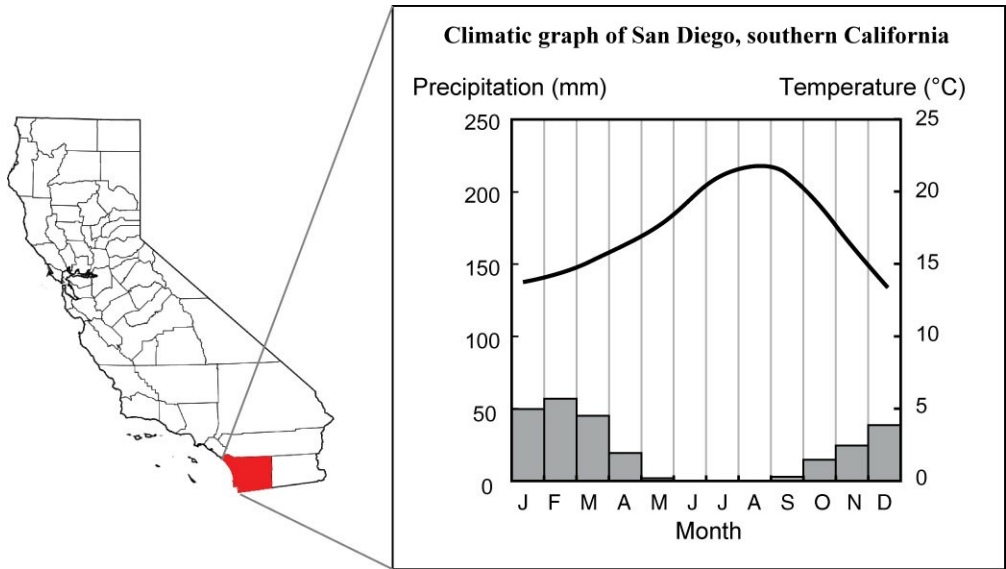 Climatic graph of San Diego, southern California
Precipitation (mm) Temperature (°C)
250 25
200 20
150 15
100 10
50 5
0 0
J F M A M J J A S O N D
Month